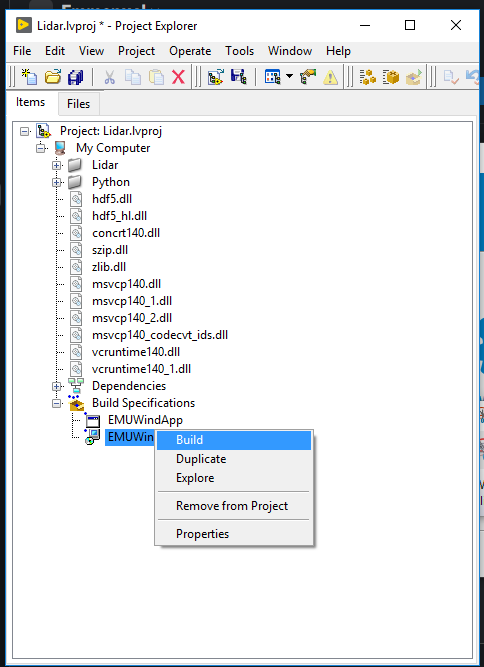 Lidar.lvproj * - Project Explorer
File Edit View Project Operate Tools Window Help
Items Files
Project: Lidar.lvproj
My Computer
Lidar
Python
hdf5.dll
hdf5_hl.dll
concrt140.dll
szip.dll
zlib.dll
msvcp140.dll
msvcp140_1.dll
msvcp140_2.dll
msvcp140_codecvt_ids.dll
vcruntime140.dll
vcruntime140_1.dll
Dependencies
Build Specifications
EMUWindApp
EMUWin
Build
Duplicate
Explore
Remove from Project
Properties